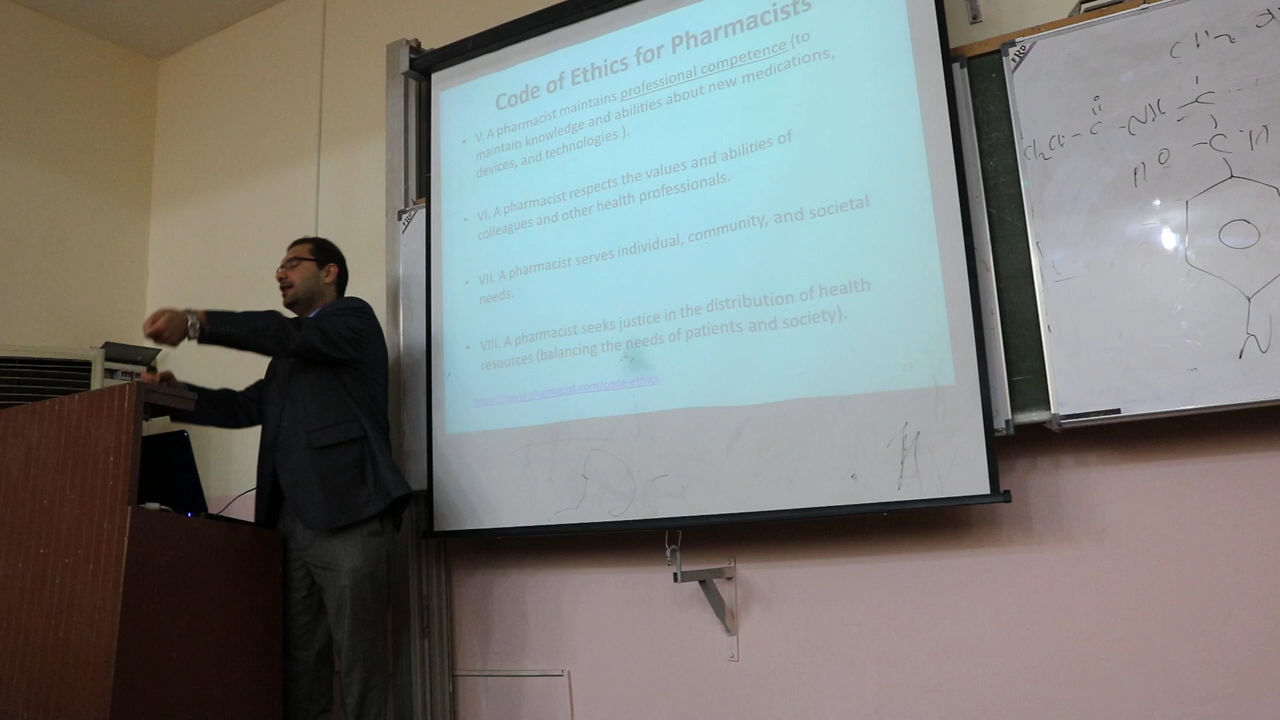 Code of Ethics for Pharmacists
• V. A pharmacist maintains professional competence (to
maintain knowledge and abilities about new medications,
devices, and technologies ).
• VI. A pharmacist respects the values and abilities of
colleagues and other health professionals.
• VII. A pharmacist serves individual, community, and societal
needs.
• VIII. A pharmacist seeks justice in the distribution of health
resources (balancing the needs of patients and society).